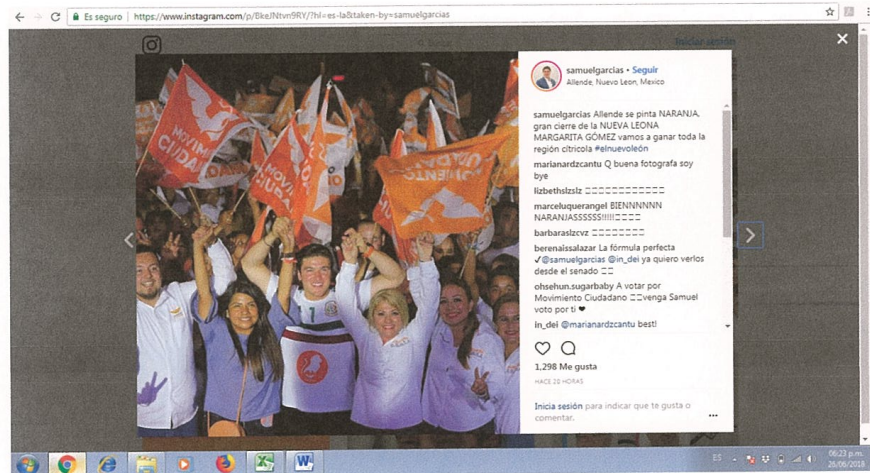 Es seguro | https://www.instagram.com/p/BkeJNtvn9RY/?hl=es-la&taken-by=samuelgarcias
Iniciar sesión
samuelgarcias • Seguir
Allende, Nuevo Leon, Mexico
samuelgarcias Allende se pinta NARANJA,
gran cierre de la NUEVA LEONA
MARGARITA GÓMEZ vamos a ganar toda la
región cítricola #elnuevoleón
marianardzcantu Q buena fotografa soy
bye
lizbethslzslz
marceluquerangel BIENNNNNN
NARANJASSSSSS!!!!!
barbaraslzcvz
berenaissalazar La fórmula perfecta
✓@samuelgarcias @in_dei ya quiero verlos
desde el senado
ohsehun.sugarbaby A votar por
Movimiento Ciudadano venga Samuel
voto por ti ❤
in_dei @marianardzcantu best!
1,298 Me gusta
HACE 20 HORAS
Inicia sesión para indicar que te gusta o
comentar.
MOVIMIENTO
CIUDADANO
MOVI
CIUDA
ES
06:23 p.m.
26/06/2018